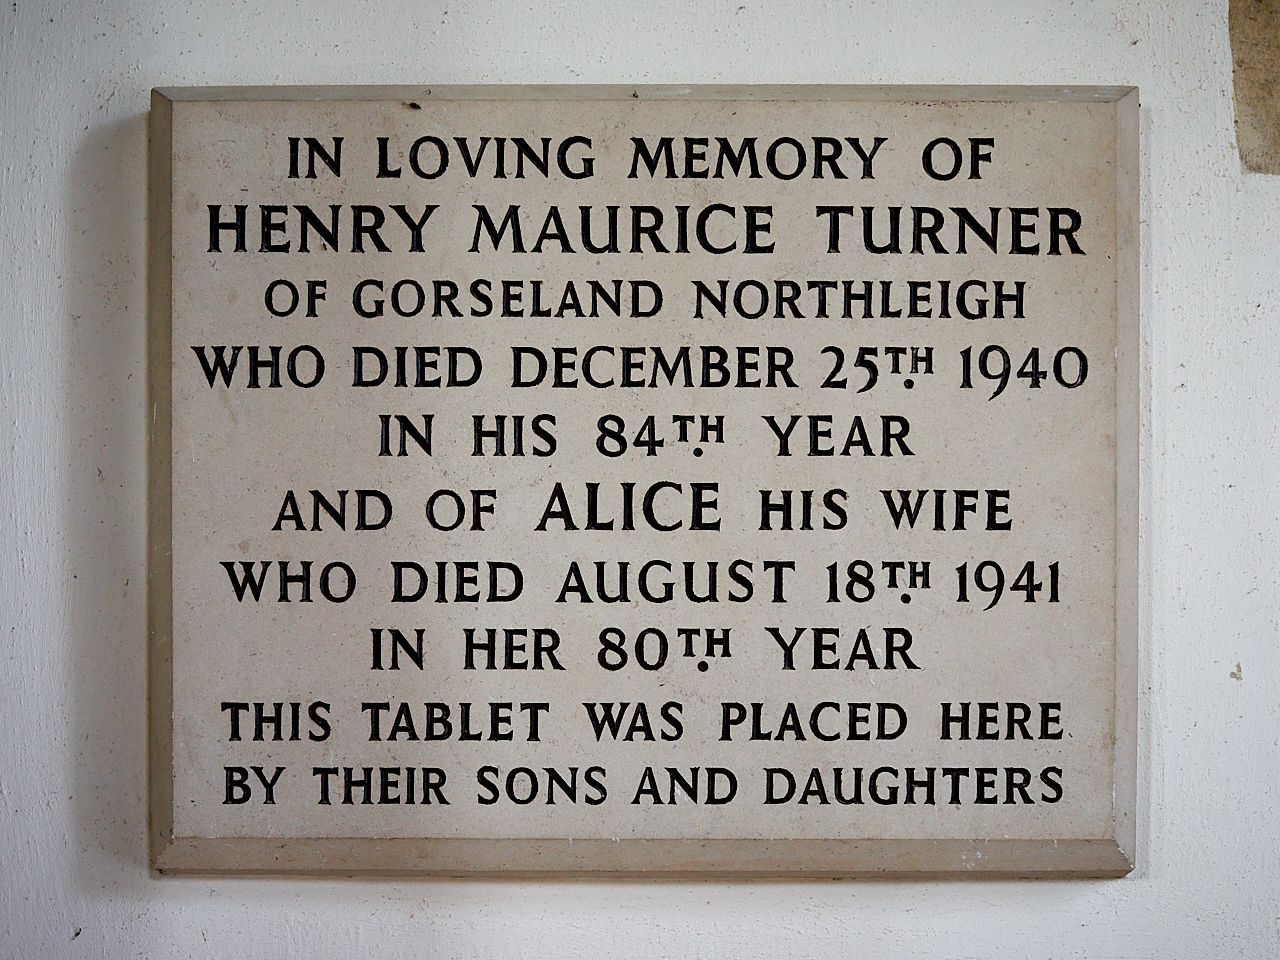 IN LOVING MEMORY OF
HENRY MAURICE TURNER
OF GORSELAND NORTHLEIGH
WHO DIED DECEMBER 25TH. 1940
IN HIS 84TH. YEAR
AND OF ALICE HIS WIFE
WHO DIED AUGUST 18TH. 1941
IN HER 80TH. YEAR
THIS TABLET WAS PLACED HERE
BY THEIR SONS AND DAUGHTERS